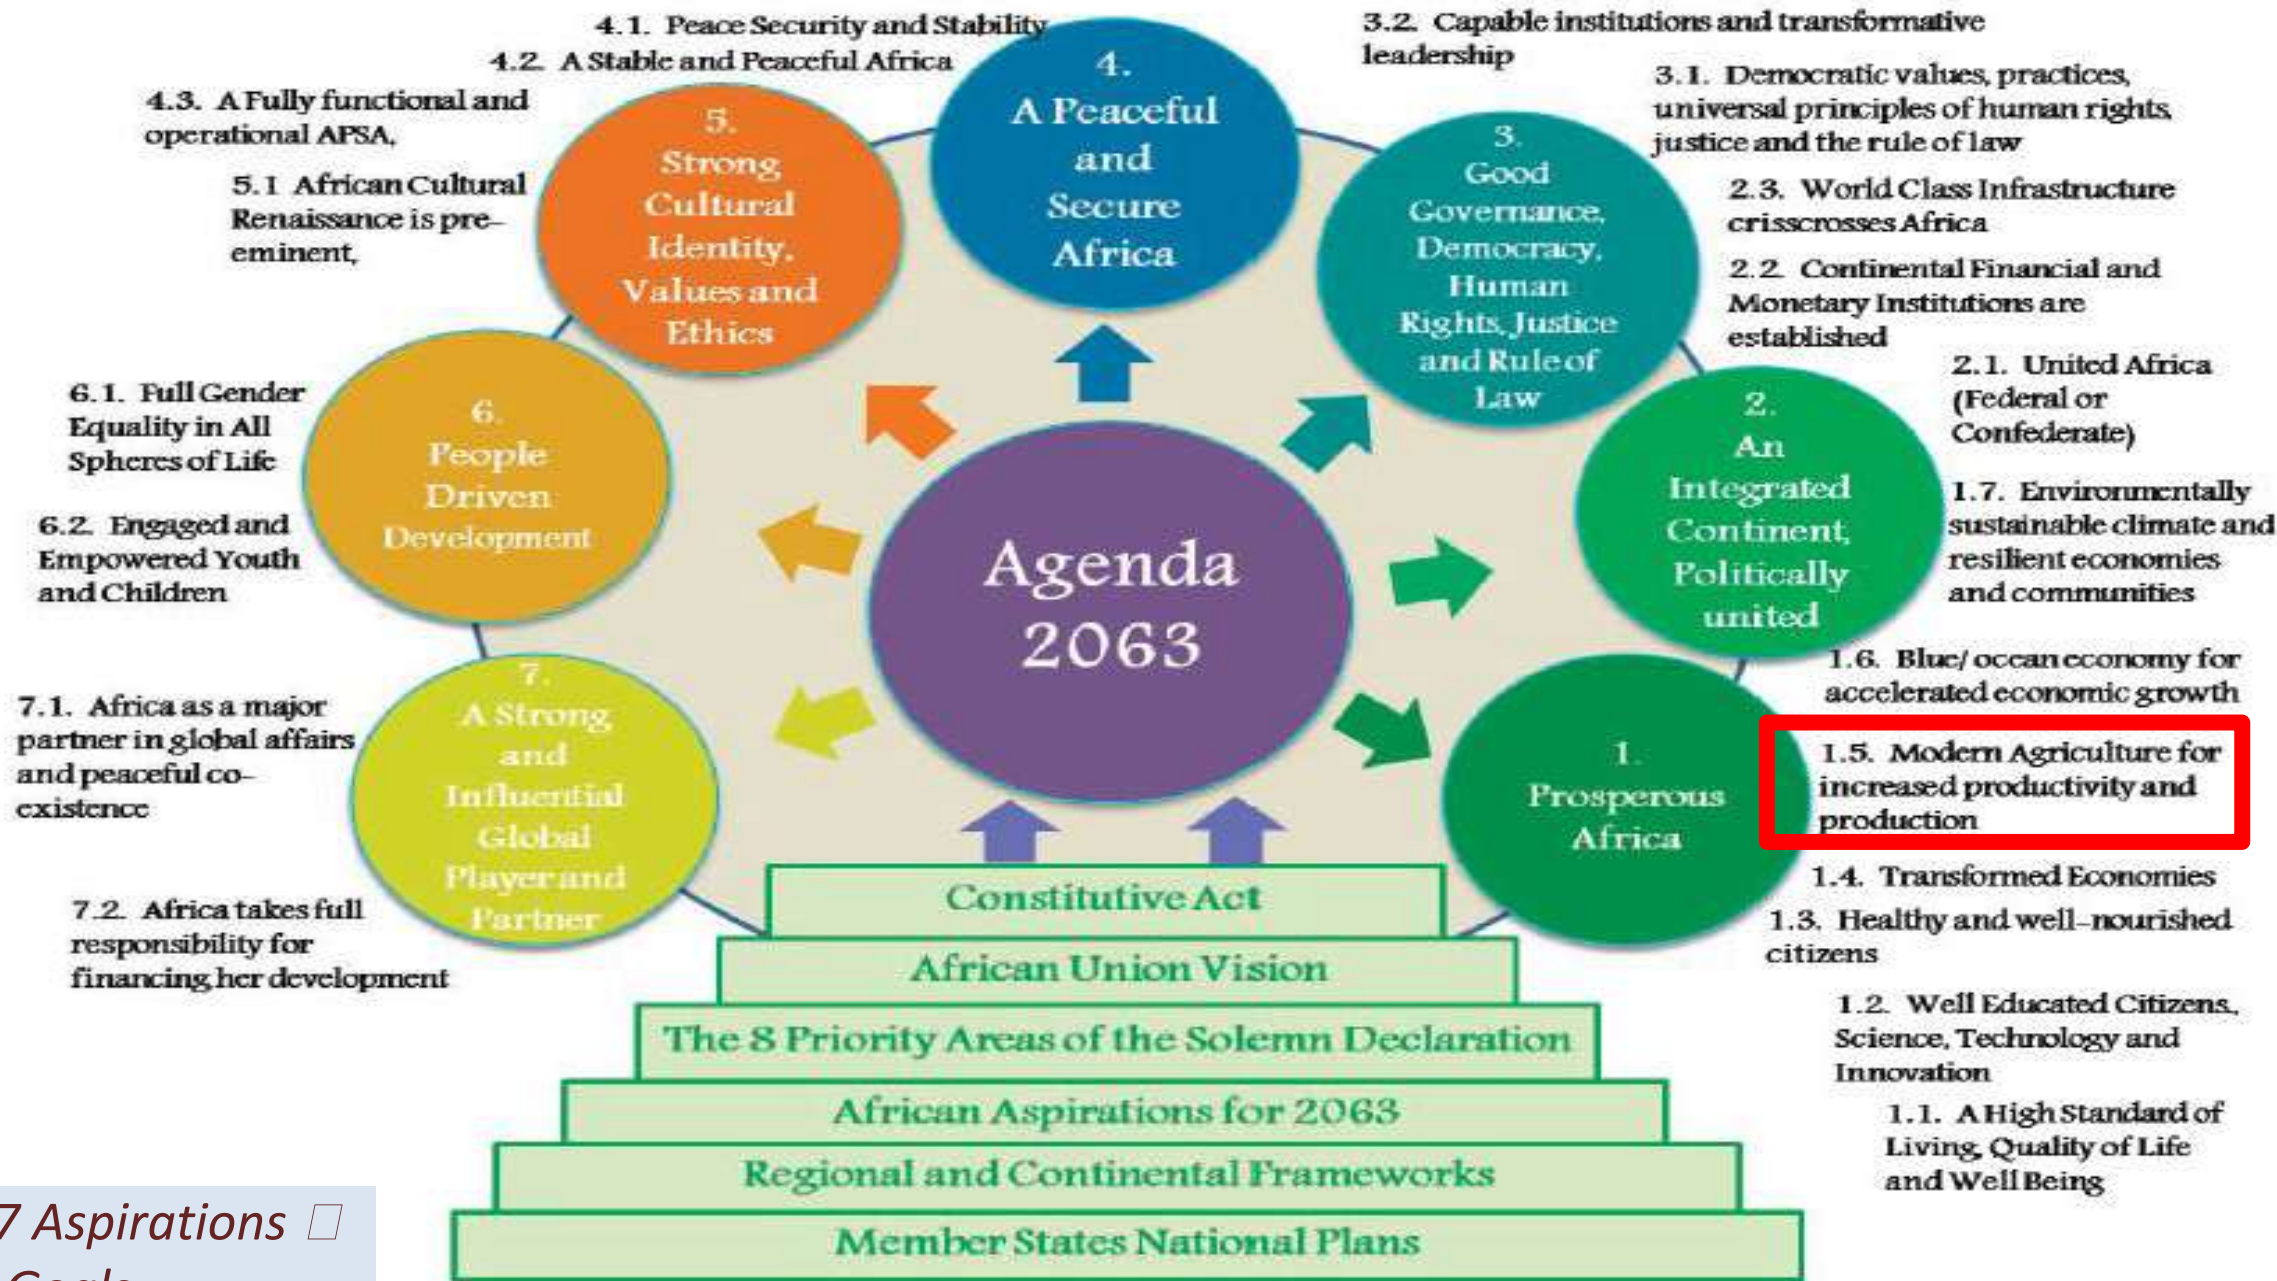 4.1. Peace Security and Stability
4.2. A Stable and Peaceful Africa
4.3. A Fully functional and
operational APSA,
5.1 African Cultural
Renaissance is pre-
eminent,
6.1. Full Gender
Equality in All
Spheres of Life
6.2. Engaged and
Empowered Youth
and Children
7.1. Africa as a major
partner in global affairs
and peaceful co-
existence
7.2. Africa takes full
responsibility for
financing her development
3.2. Capable institutions and transformative
leadership
3.1. Democratic values, practices,
universal principles of human rights,
justice and the rule of law
2.3. World Class Infrastructure
crisscrosses Africa
2.2. Continental Financial and
Monetary Institutions are
established
2.1. United Africa
(Federal or
Confederate)
1.7. Environmentally
sustainable climate and
resilient economies
and communities
1.6. Blue/ ocean economy for
accelerated economic growth
1.5. Modern Agriculture for
increased productivity and
production
1.4. Transformed Economies
1.3. Healthy and well-nourished
citizens
1.2. Well Educated Citizens,
Science, Technology and
Innovation
1.1. A High Standard of
Living, Quality of Life
and Well Being
4.
A Peaceful
and
Secure
Africa
5.
Strong
Cultural
Identity,
Values and
Ethics
3.
Good
Governance,
Democracy,
Human
Rights, Justice
and Rule of
Law
6.
People
Driven
Development
2.
An
Integrated
Continent,
Politically
united
7.
A Strong
and
Influential
Global
Player and
Partner
1.
Prosperous
Africa
Agenda
2063
Constitutive Act
African Union Vision
The 8 Priority Areas of the Solemn Declaration
African Aspirations for 2063
Regional and Continental Frameworks
Member States National Plans
7 Aspirations